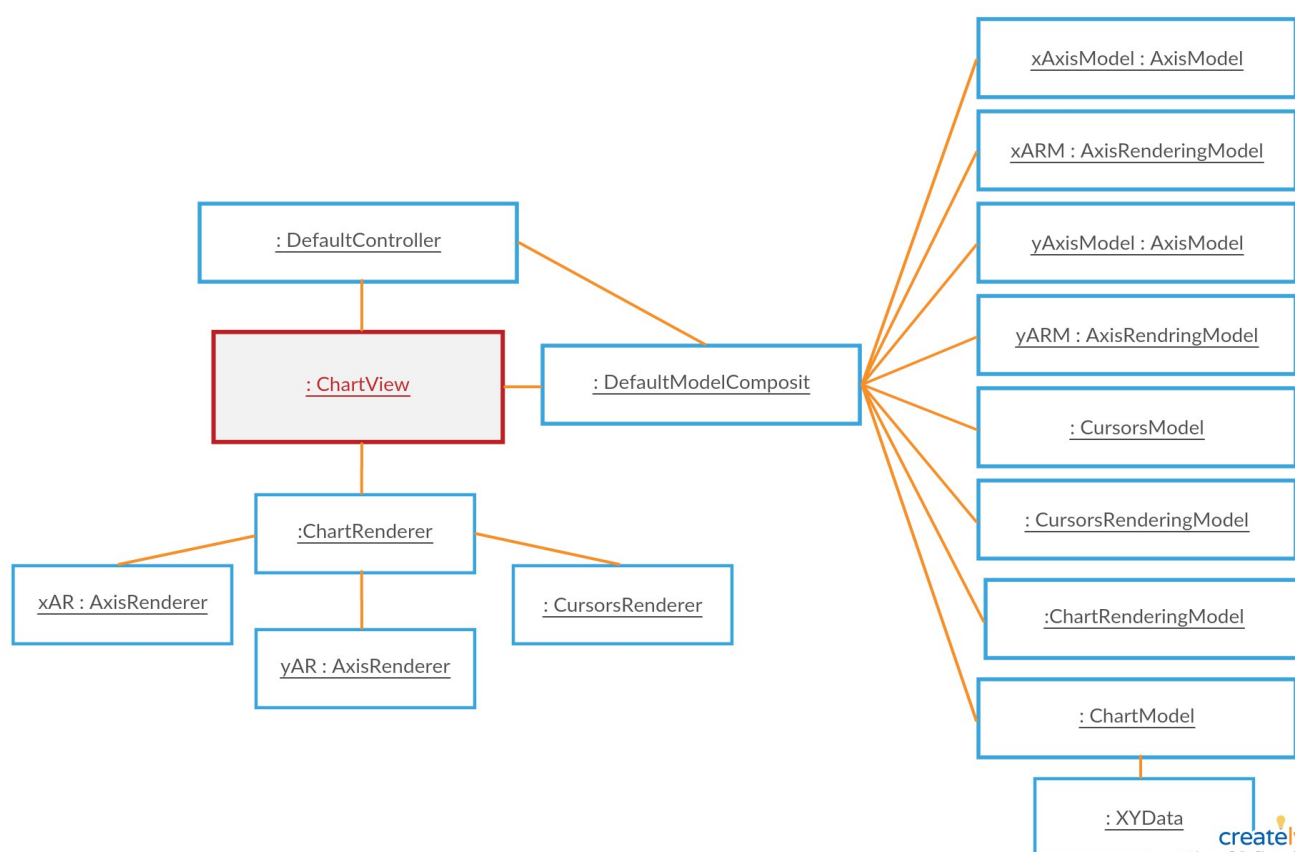 xAxisModel : AxisModel
xARM : AxisRenderingModel
: DefaultController
yAxisModel : AxisModel
yARM : AxisRendringModel
: ChartView
: DefaultModelComposit
: CursorsModel
: CursorsRenderingModel
:ChartRenderer
xAR : AxisRenderer
: CursorsRenderer
:ChartRenderingModel
yAR : AxisRenderer
: ChartModel
: XYData